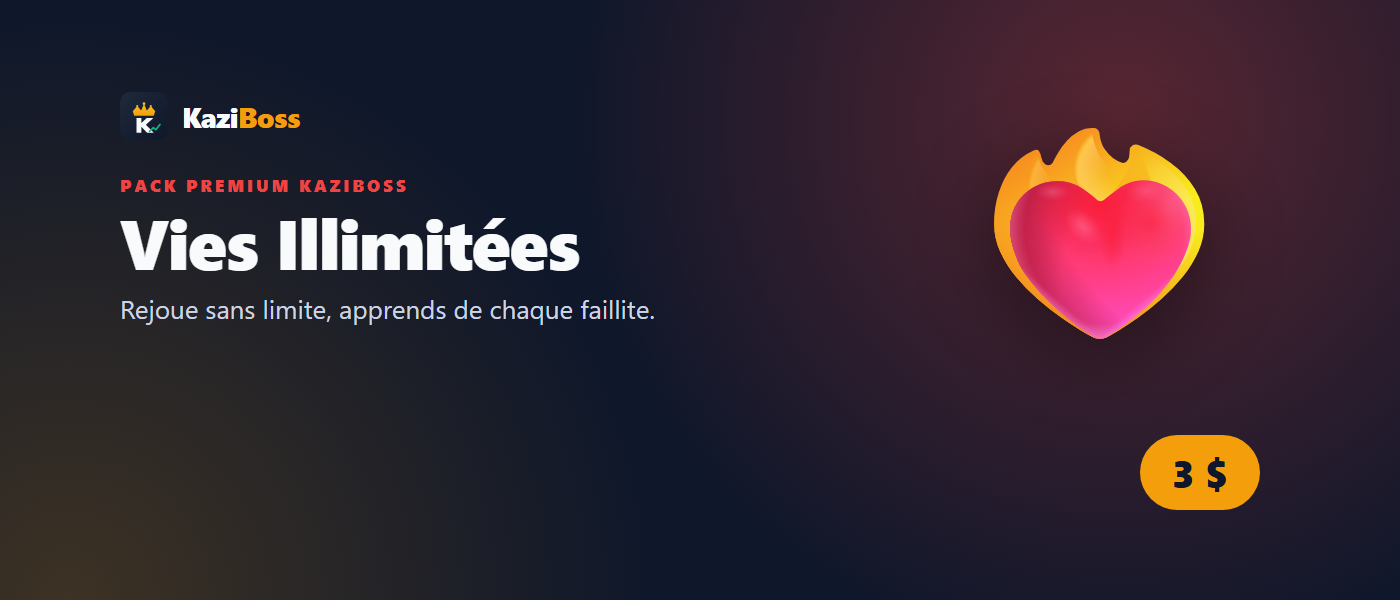 K
KaziBoss
PACK PREMIUM KAZIBOSS
Vies Illimitées
Rejoue sans limite, apprends de chaque faillite.
3 $